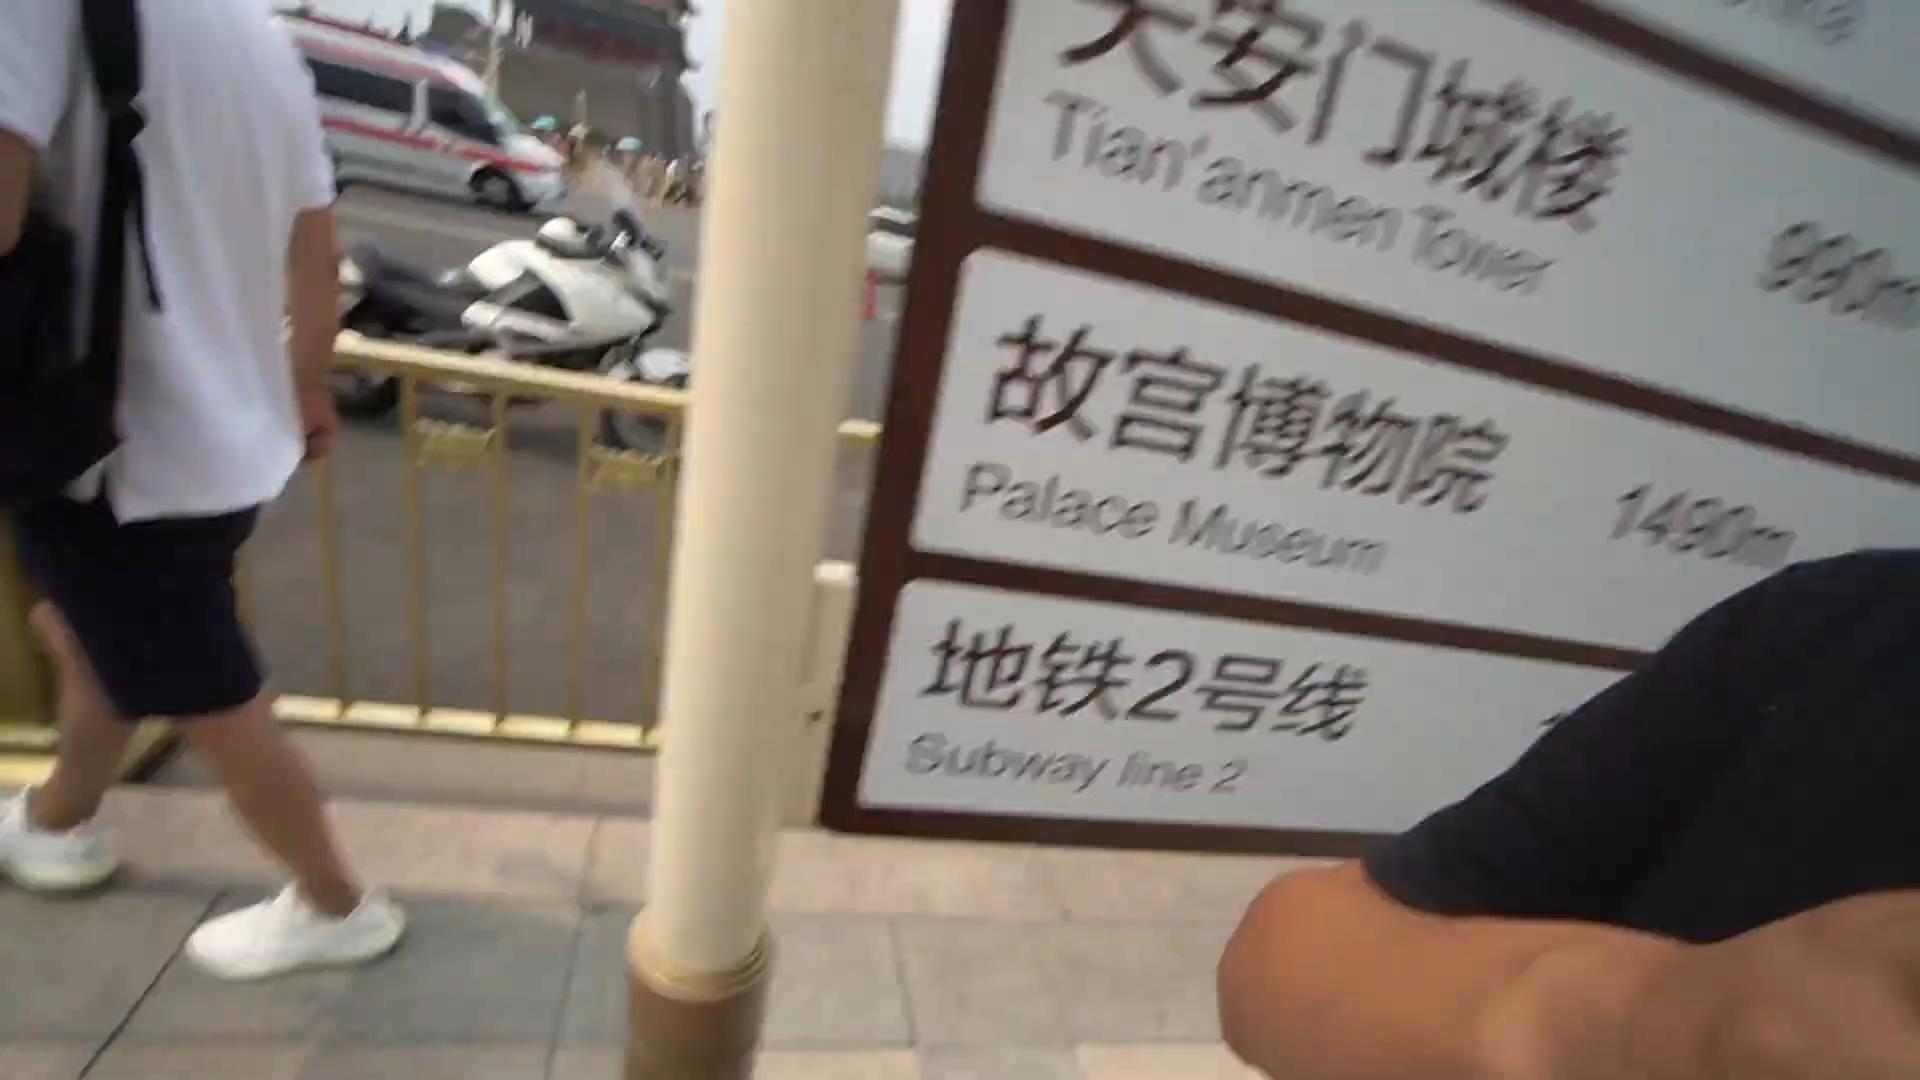 天安门城楼
Tian'anmen Tower
990m
故宫博物院
Palace Museum
1490m
地铁2号线
Subway line 2